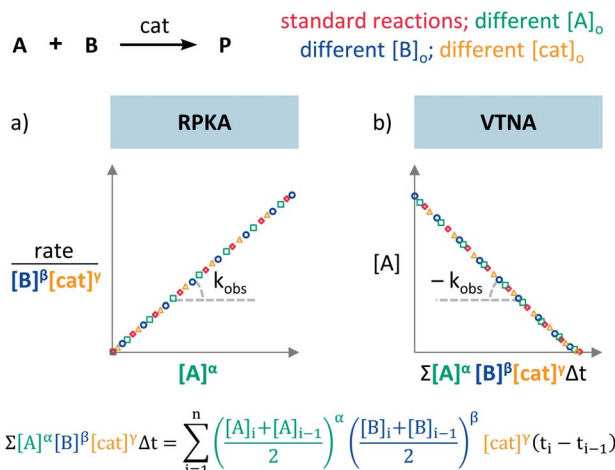 A + B cat P
standard reactions; different [A]o
different [B]o; different [cat]o
a) RPKA
b) VTNA
rate
[B]^β[cat]^γ
kobs
[A]^α
[A]
− kobs
Σ[A]^α [B]^β[cat]^γΔt
Σ[A]^α[B]^β[cat]^γΔt = ∑ n i=1 ([A]i+[A]i−1 / 2)^α ([B]i+[B]i−1 / 2)^β [cat]^γ(ti − ti−1)